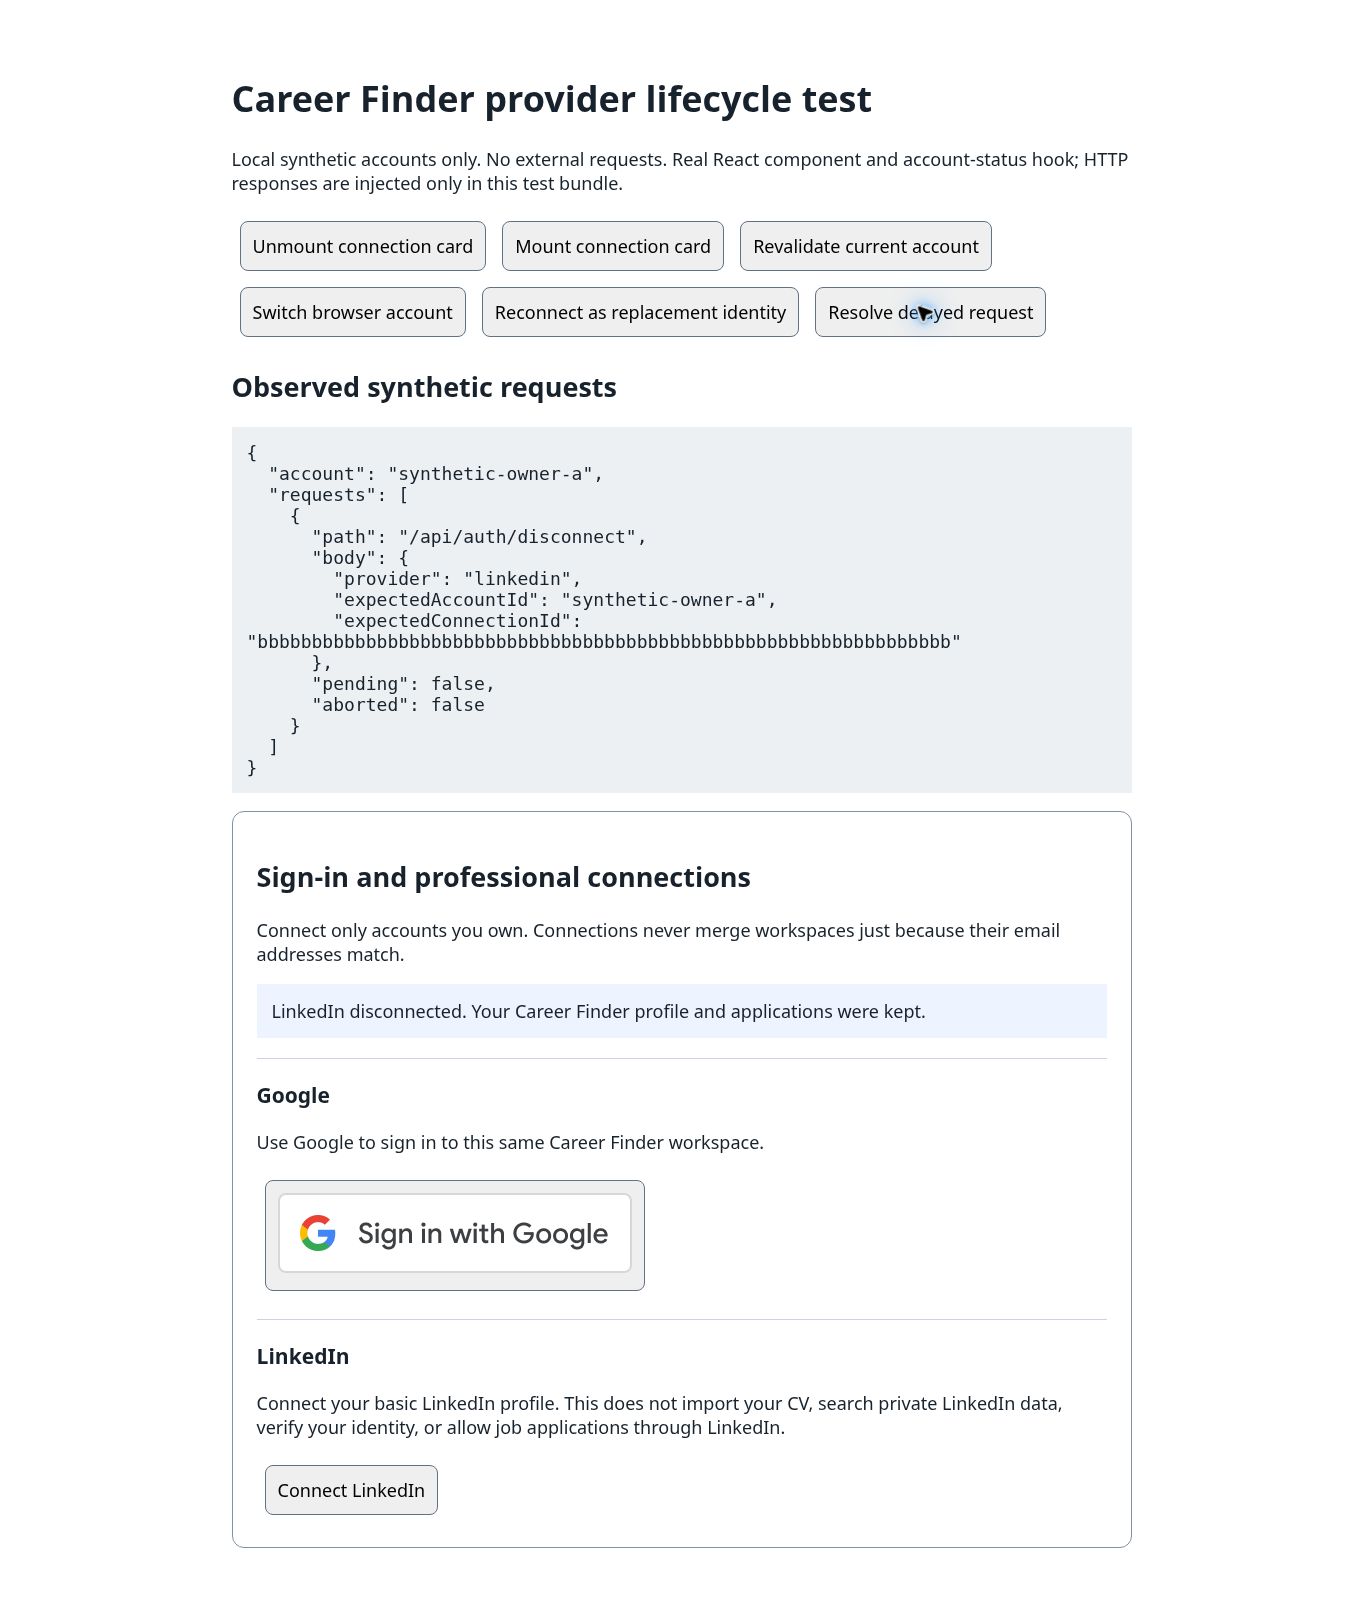 Career Finder provider lifecycle test
Local synthetic accounts only. No external requests. Real React component and account-status hook; HTTP
responses are injected only in this test bundle.
Unmount connection card
Mount connection card
Revalidate current account
Switch browser account
Reconnect as replacement identity
Resolve delayed request
Observed synthetic requests
{
  "account": "synthetic-owner-a",
  "requests": [
    {
      "path": "/api/auth/disconnect",
      "body": {
        "provider": "linkedin",
        "expectedAccountId": "synthetic-owner-a",
        "expectedConnectionId":
"bbbbbbbbbbbbbbbbbbbbbbbbbbbbbbbbbbbbbbbbbbbbbbbbbbbbbbbbbbbbbbbb"
      },
      "pending": false,
      "aborted": false
    }
  ]
}
Sign-in and professional connections
Connect only accounts you own. Connections never merge workspaces just because their email
addresses match.
LinkedIn disconnected. Your Career Finder profile and applications were kept.
Google
Use Google to sign in to this same Career Finder workspace.
Sign in with Google
LinkedIn
Connect your basic LinkedIn profile. This does not import your CV, search private LinkedIn data,
verify your identity, or allow job applications through LinkedIn.
Connect LinkedIn